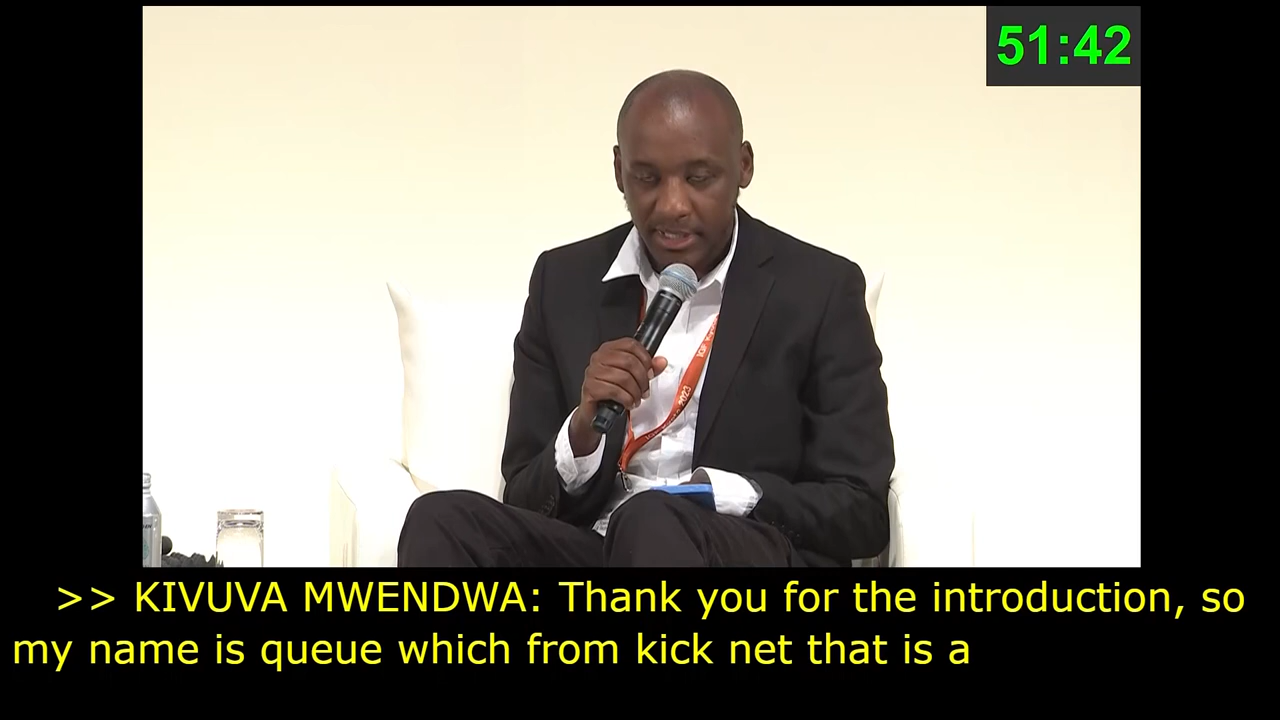 51:42
2023
>> KIVUVA MWENDWA: Thank you for the introduction, so
my name is queue which from kick net that is a